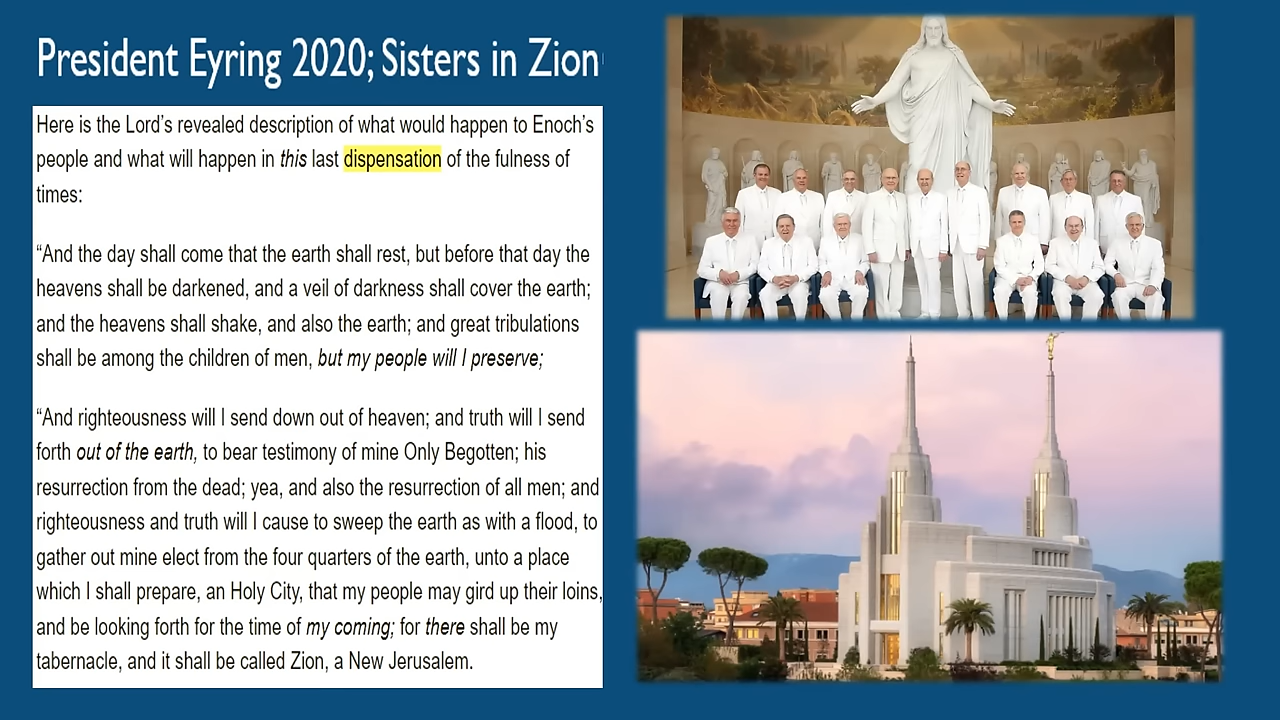 President Eyring 2020; Sisters in Zion
Here is the Lord’s revealed description of what would happen to Enoch’s
people and what will happen in this last dispensation of the fulness of
times:
“And the day shall come that the earth shall rest, but before that day the
heavens shall be darkened, and a veil of darkness shall cover the earth;
and the heavens shall shake, and also the earth; and great tribulations
shall be among the children of men, but my people will I preserve;
“And righteousness will I send down out of heaven; and truth will I send
forth out of the earth, to bear testimony of mine Only Begotten; his
resurrection from the dead; yea, and also the resurrection of all men; and
righteousness and truth will I cause to sweep the earth as with a flood, to
gather out mine elect from the four quarters of the earth, unto a place
which I shall prepare, an Holy City, that my people may gird up their loins,
and be looking forth for the time of my coming; for there shall be my
tabernacle, and it shall be called Zion, a New Jerusalem.